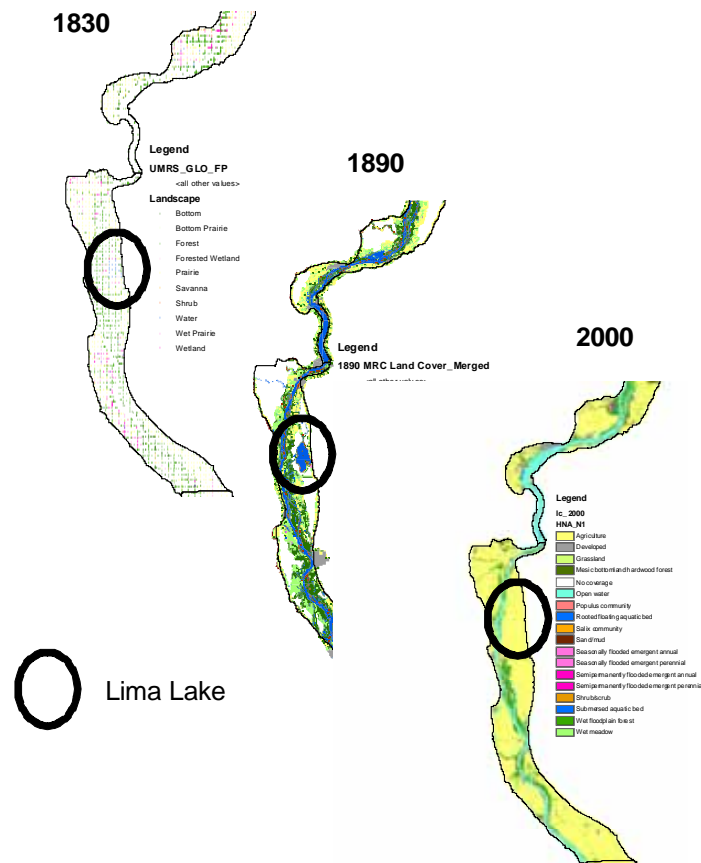 1830
Legend
UMRS_GLO_FP
<all other values>
Landscape
Bottom
Bottom Prairie
Forest
Forested Wetland
Prairie
Savanna
Shrub
Water
Wet Prairie
Wetland
1890
Legend
1890 MRC Land Cover_Merged
2000
Legend
lc_2000
HNA_N1
Agriculture
Developed
Grassland
Mesic bottomland hardwood forest
No coverage
Open water
Populus community
Rooted floating aquatic bed
Salix community
Sand/mud
Seasonally flooded emergent annual
Seasonally flooded emergent perennial
Semipermanently flooded emergent annual
Semipermanently flooded emergent perennia
Shrub/scrub
Submersed aquatic bed
Wet floodplain forest
Wet meadow
Lima Lake